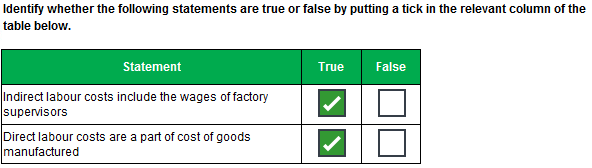 Identify whether the following statements are true or false by putting a tick in the relevant column of the
table below.
Statement True False
Indirect labour costs include the wages of factory
supervisors
Direct labour costs are a part of cost of goods
manufactured